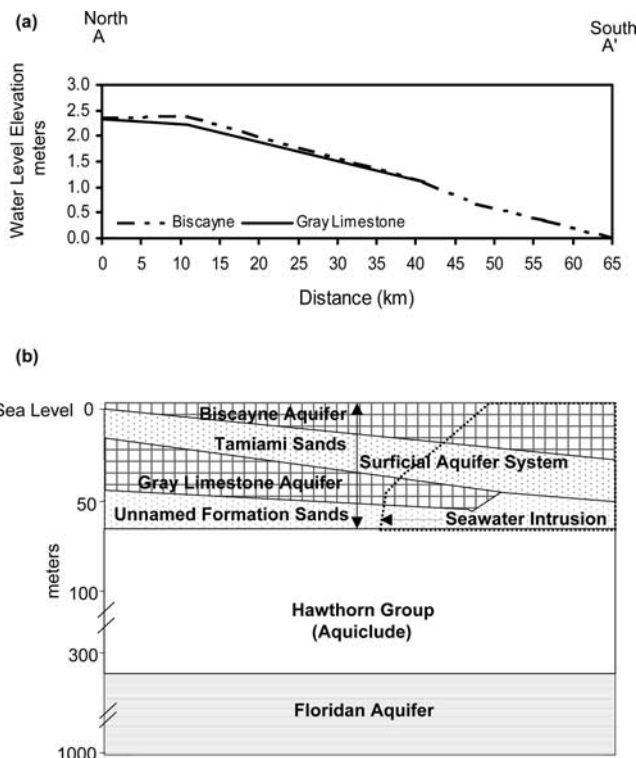 (a)
North
A
South
A'
Water Level Elevation
meters
3.0
2.5
2.0
1.5
1.0
0.5
0.0
Biscayne
Gray Limestone
0 5 10 15 20 25 30 35 40 45 50 55 60 65
Distance (km)
(b)
Sea Level 0
Biscayne Aquifer
Tamiami Sands
Surficial Aquifer System
Gray Limestone Aquifer
50
Unnamed Formation Sands
Seawater Intrusion
meters
100
Hawthorn Group
(Aquiclude)
300
Floridan Aquifer
1000